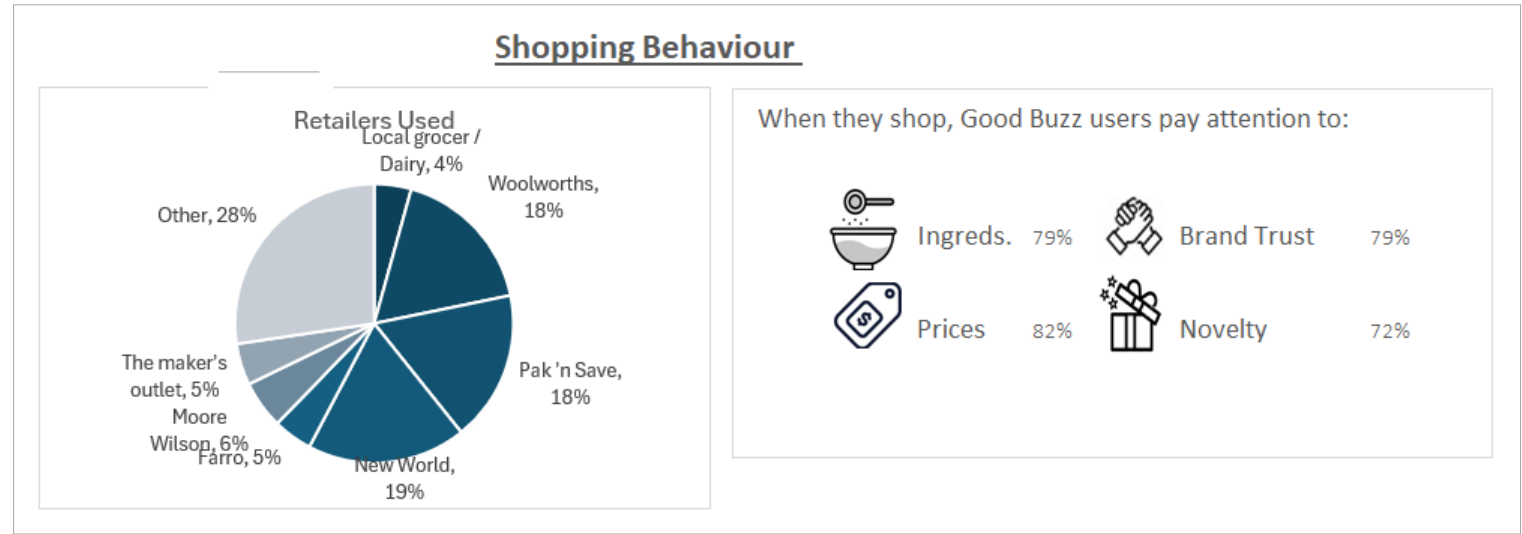 Shopping Behaviour
Retailers Used
Local grocer /
Dairy, 4%
Woolworths,
18%
Pak 'n Save,
18%
New World,
19%
Farro, 5%
Moore
Wilson, 6%
The maker's
outlet, 5%
Other, 28%
When they shop, Good Buzz users pay attention to:
Ingreds. 79%
Brand Trust 79%
$ Prices 82%
Novelty 72%